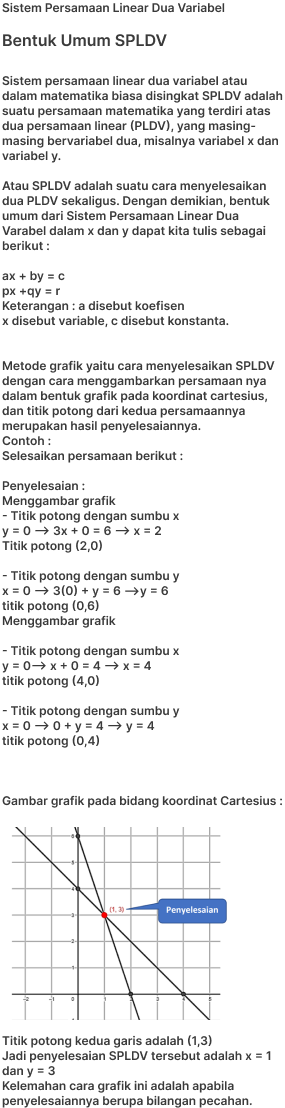 Sistem Persamaan Linear Dua Variabel
Bentuk Umum SPLDV
Sistem persamaan linear dua variabel atau
dalam matematika biasa disingkat SPLDV adalah
suatu persamaan matematika yang terdiri atas
dua persamaan linear (PLDV), yang masing-
masing bervariabel dua, misalnya variabel x dan
variabel y.
Atau SPLDV adalah suatu cara menyelesaikan
dua PLDV sekaligus. Dengan demikian, bentuk
umum dari Sistem Persamaan Linear Dua
Varabel dalam x dan y dapat kita tulis sebagai
berikut :
ax + by = c
px +qy = r
Keterangan : a disebut koefisen
x disebut variable, c disebut konstanta.
Metode grafik yaitu cara menyelesaikan SPLDV
dengan cara menggambarkan persamaan nya
dalam bentuk grafik pada koordinat cartesius,
dan titik potong dari kedua persamaannya
merupakan hasil penyelesaiannya.
Contoh :
Selesaikan persamaan berikut :
Penyelesaian :
Menggambar grafik
- Titik potong dengan sumbu x
y = 0 → 3x + 0 = 6 → x = 2
Titik potong (2,0)
- Titik potong dengan sumbu y
x = 0 → 3(0) + y = 6 →y = 6
titik potong (0,6)
Menggambar grafik
- Titik potong dengan sumbu x
y = 0→ x + 0 = 4 → x = 4
titik potong (4,0)
- Titik potong dengan sumbu y
x = 0 → 0 + y = 4 → y = 4
titik potong (0,4)
Gambar grafik pada bidang koordinat Cartesius :
6
5
4
(1, 3) Penyelesaian
3
2
1
-2 -1 0 1 2 3 4 5
Titik potong kedua garis adalah (1,3)
Jadi penyelesaian SPLDV tersebut adalah x = 1
dan y = 3
Kelemahan cara grafik ini adalah apabila
penyelesaiannya berupa bilangan pecahan.